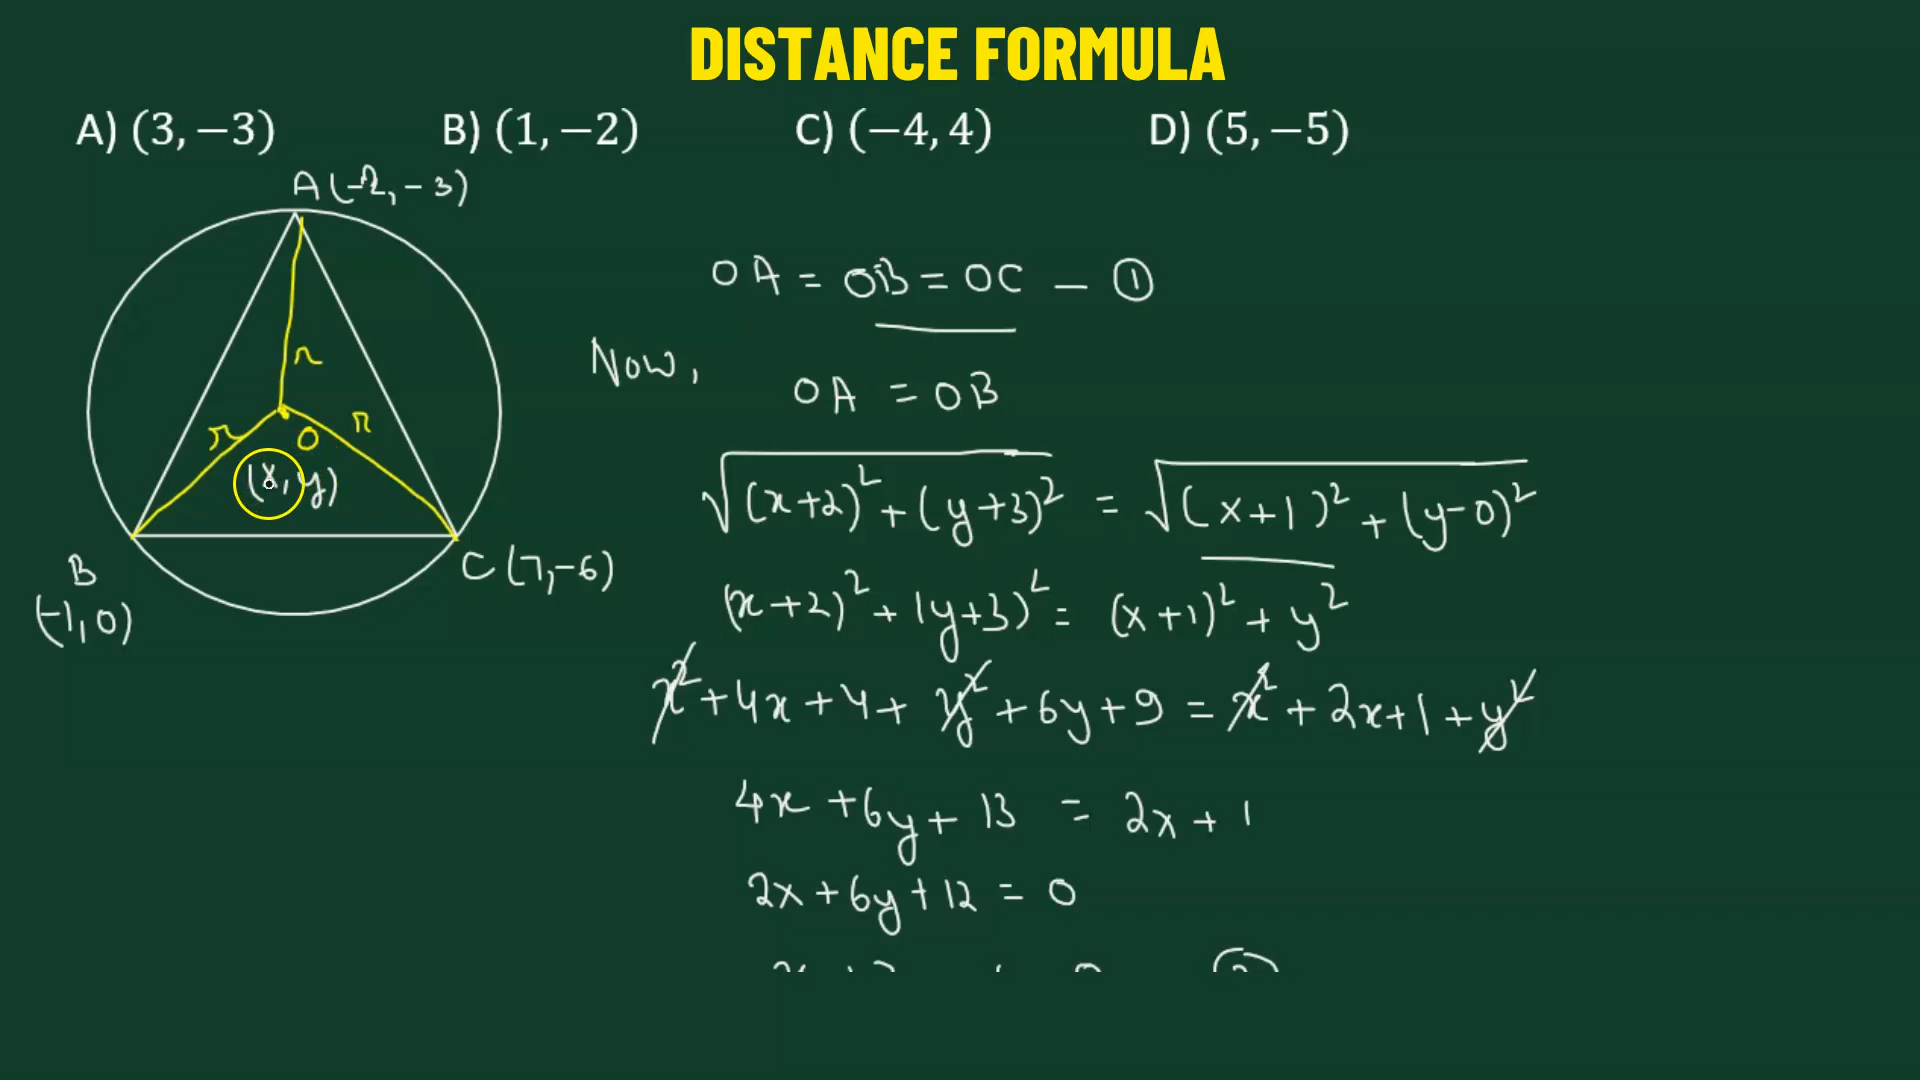 DISTANCE FORMULA
A) (3, −3) B) (1, −2) C) (−4, 4) D) (5, −5)
A (-2, -3)
OA = OB = OC — ①
r
Now,
OA = OB
r
r
O
(x, y)
√(x+2)² + (y+3)² = √(x+1)² + (y-0)²
B
C (7, -6)
(-1, 0)
(x+2)² + (y+3)² = (x+1)² + y²
x² + 4x + 4 + y² + 6y + 9 = x² + 2x + 1 + y²
4x + 6y + 13 = 2x + 1
2x + 6y + 12 = 0